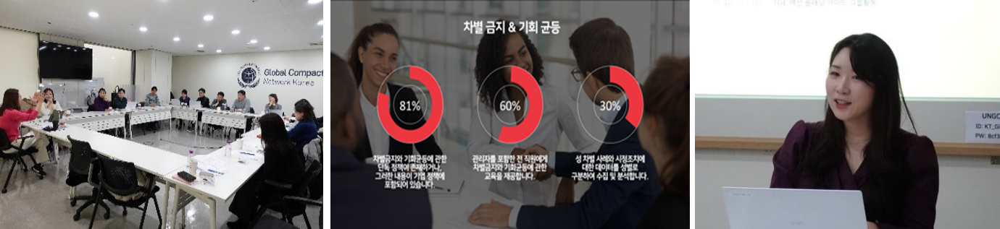 Global Compact
Network Korea
차별 금지 & 기회 균등
81%
60%
30%
차별금지와 기회균등에 관한
단독 정책이 존재하거나,
그러한 내용이 기업 정책에
포함되어 있습니다.
관리자를 포함한 전 직원에게
차별금지와 기회균등에 관한
교육을 제공합니다.
성 차별 사례와 시정조치에
대한 데이터를 성별로
구분하여 수집 및 분석합니다.
UNGC
ID: KT_GI
PW: 8cf3